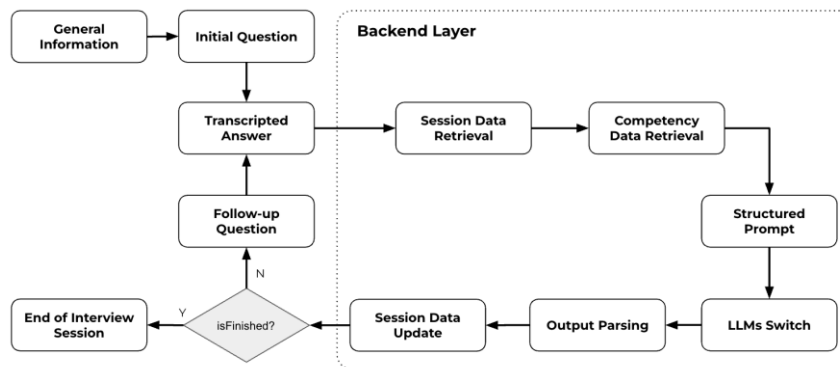 General
Information
Initial Question
Backend Layer
Transcripted
Answer
Session Data
Retrieval
Competency
Data Retrieval
Follow-up
Question
Structured
Prompt
N
Y
End of Interview
Session
isFinished?
Session Data
Update
Output Parsing
LLMs Switch